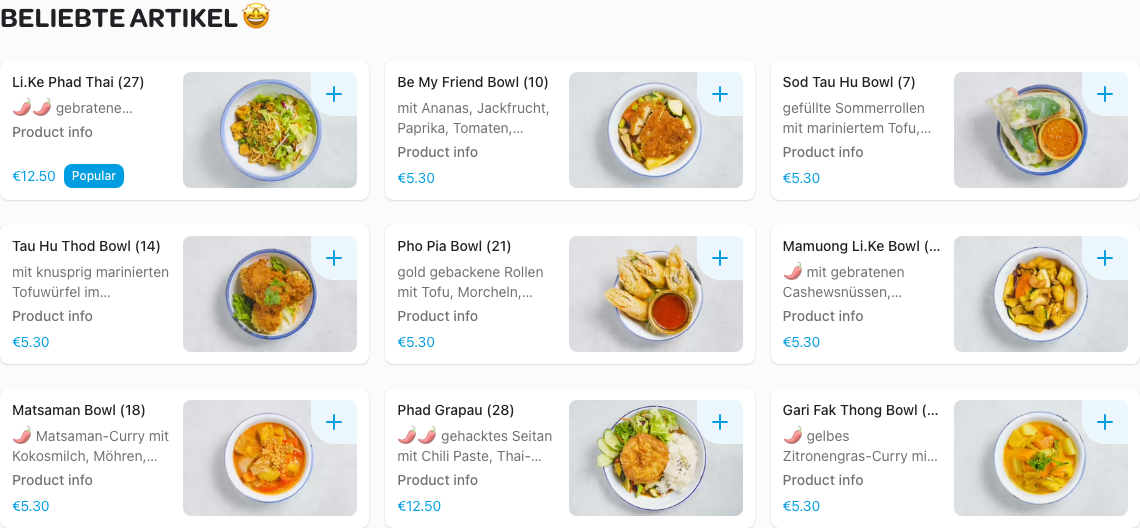 BELIEBTE ARTIKEL 🤩
Li.Ke Phad Thai (27)
🌶️🌶️ gebratene...
Product info
€12.50 Popular
Be My Friend Bowl (10)
mit Ananas, Jackfrucht,
Paprika, Tomaten,...
Product info
€5.30
Sod Tau Hu Bowl (7)
gefüllte Sommerrollen
mit mariniertem Tofu,...
Product info
€5.30
Tau Hu Thod Bowl (14)
mit knusprig marinierten
Tofuwürfel im...
Product info
€5.30
Pho Pia Bowl (21)
gold gebackene Rollen
mit Tofu, Morcheln,...
Product info
€5.30
Mamuong Li.Ke Bowl (...
🌶️ mit gebratenen
Cashewsnüssen,...
Product info
€5.30
Matsaman Bowl (18)
🌶️ Matsaman-Curry mit
Kokosmilch, Möhren,...
Product info
€5.30
Phad Grapau (28)
🌶️🌶️ gehacktes Seitan
mit Chili Paste, Thai-...
Product info
€12.50
Gari Fak Thong Bowl (...
🌶️ gelbes
Zitronengras-Curry mi...
Product info
€5.30